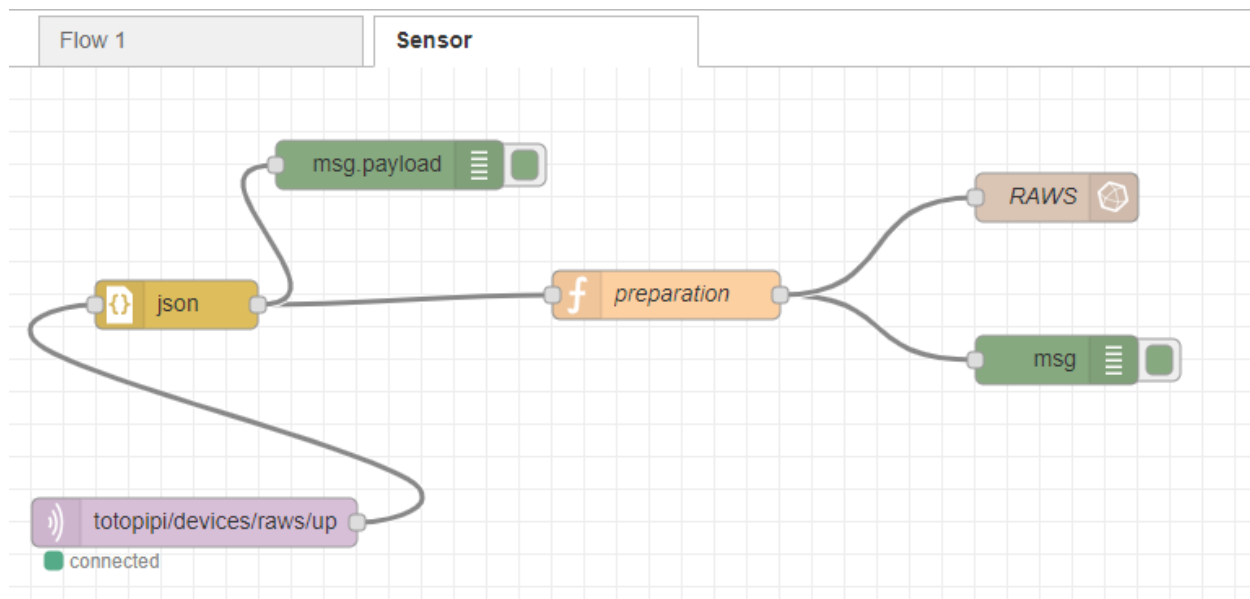 Flow 1
Sensor
msg.payload
RAWS
json
preparation
msg
totopipi/devices/raws/up
connected